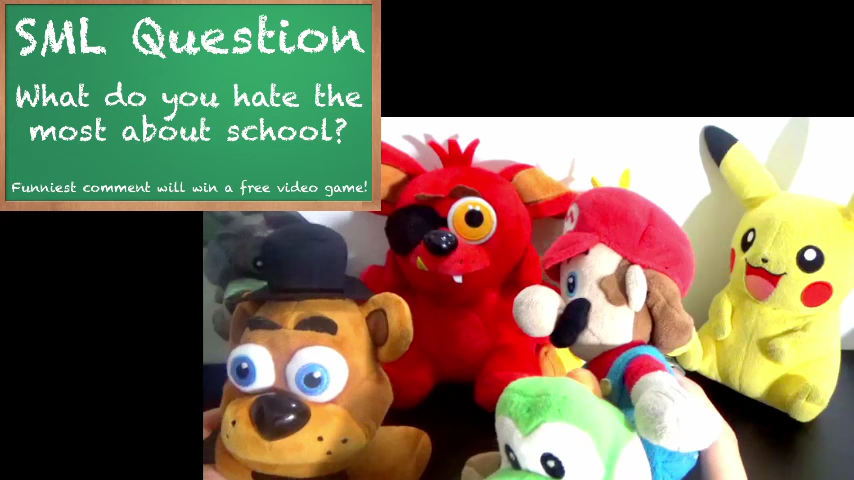 SML Question
What do you hate the
most about school?
Funniest comment will win a free video game!